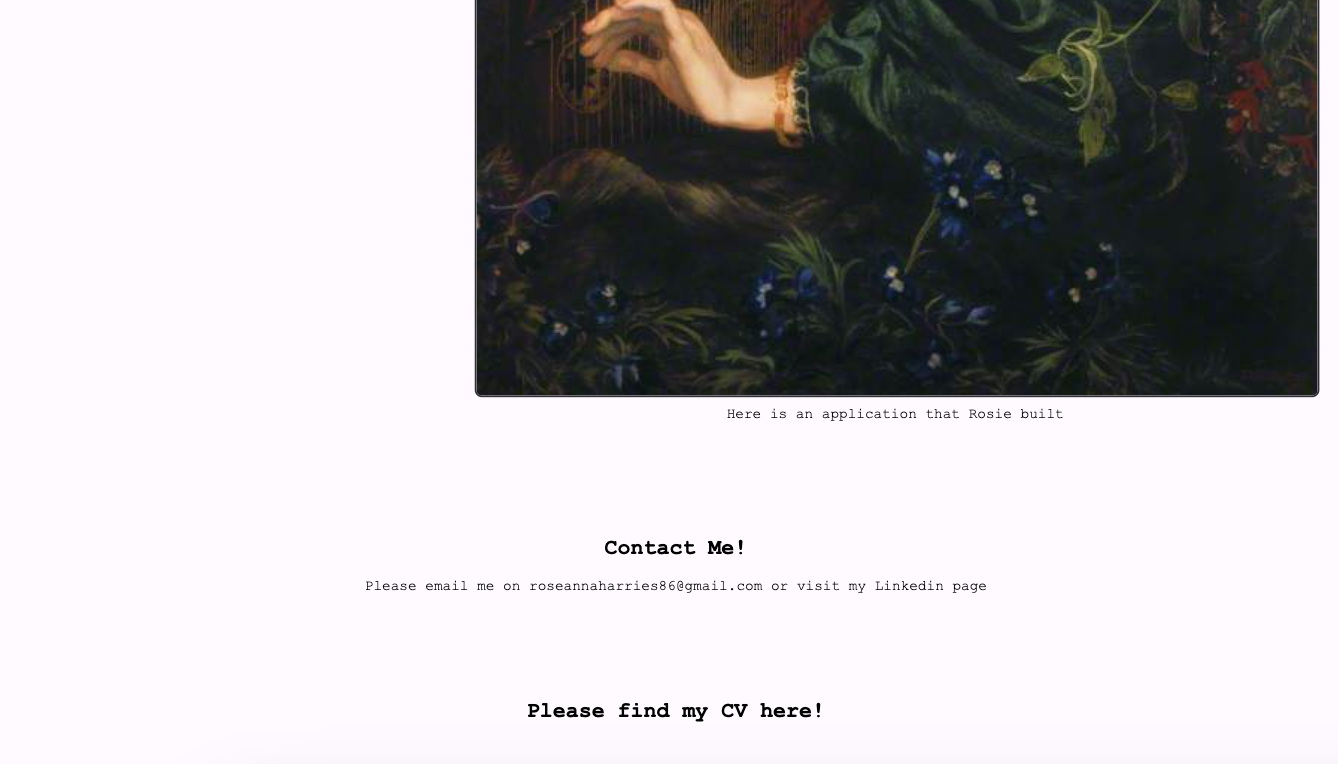 Here is an application that Rosie built
Contact Me!
Please email me on roseannaharries86@gmail.com or visit my Linkedin page
Please find my CV here!